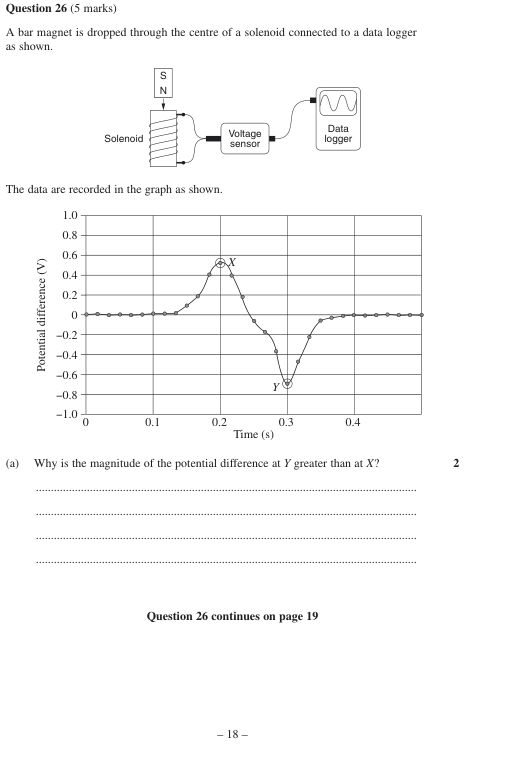 Question 26 (5 marks)
A bar magnet is dropped through the centre of a solenoid connected to a data logger
as shown.
S
N
Solenoid
Voltage
sensor
Data
logger
The data are recorded in the graph as shown.
Potential difference (V)
1.0
0.8
0.6
0.4
0.2
0
−0.2
−0.4
−0.6
−0.8
−1.0
X
Y
0 0.1 0.2 0.3 0.4
Time (s)
(a) Why is the magnitude of the potential difference at Y greater than at X? 2
Question 26 continues on page 19
– 18 –